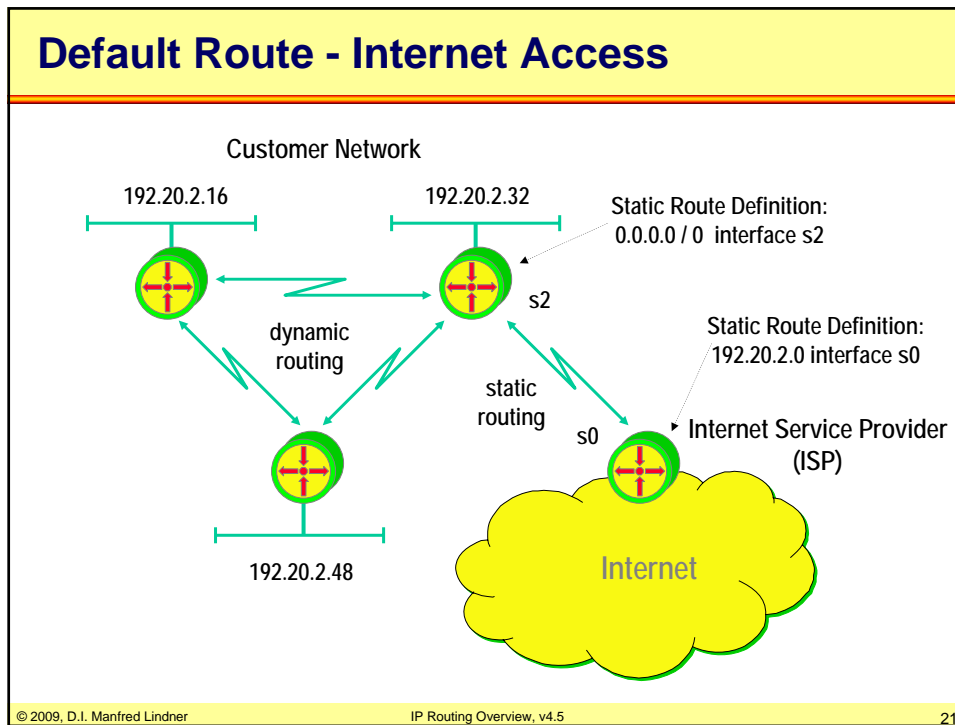 Default Route - Internet Access
Customer Network
192.20.2.16
192.20.2.32
Static Route Definition:
0.0.0.0 / 0 interface s2
s2
dynamic
routing
Static Route Definition:
192.20.2.0 interface s0
static
routing
s0
Internet Service Provider
(ISP)
192.20.2.48
Internet
© 2009, D.I. Manfred Lindner
IP Routing Overview, v4.5
21